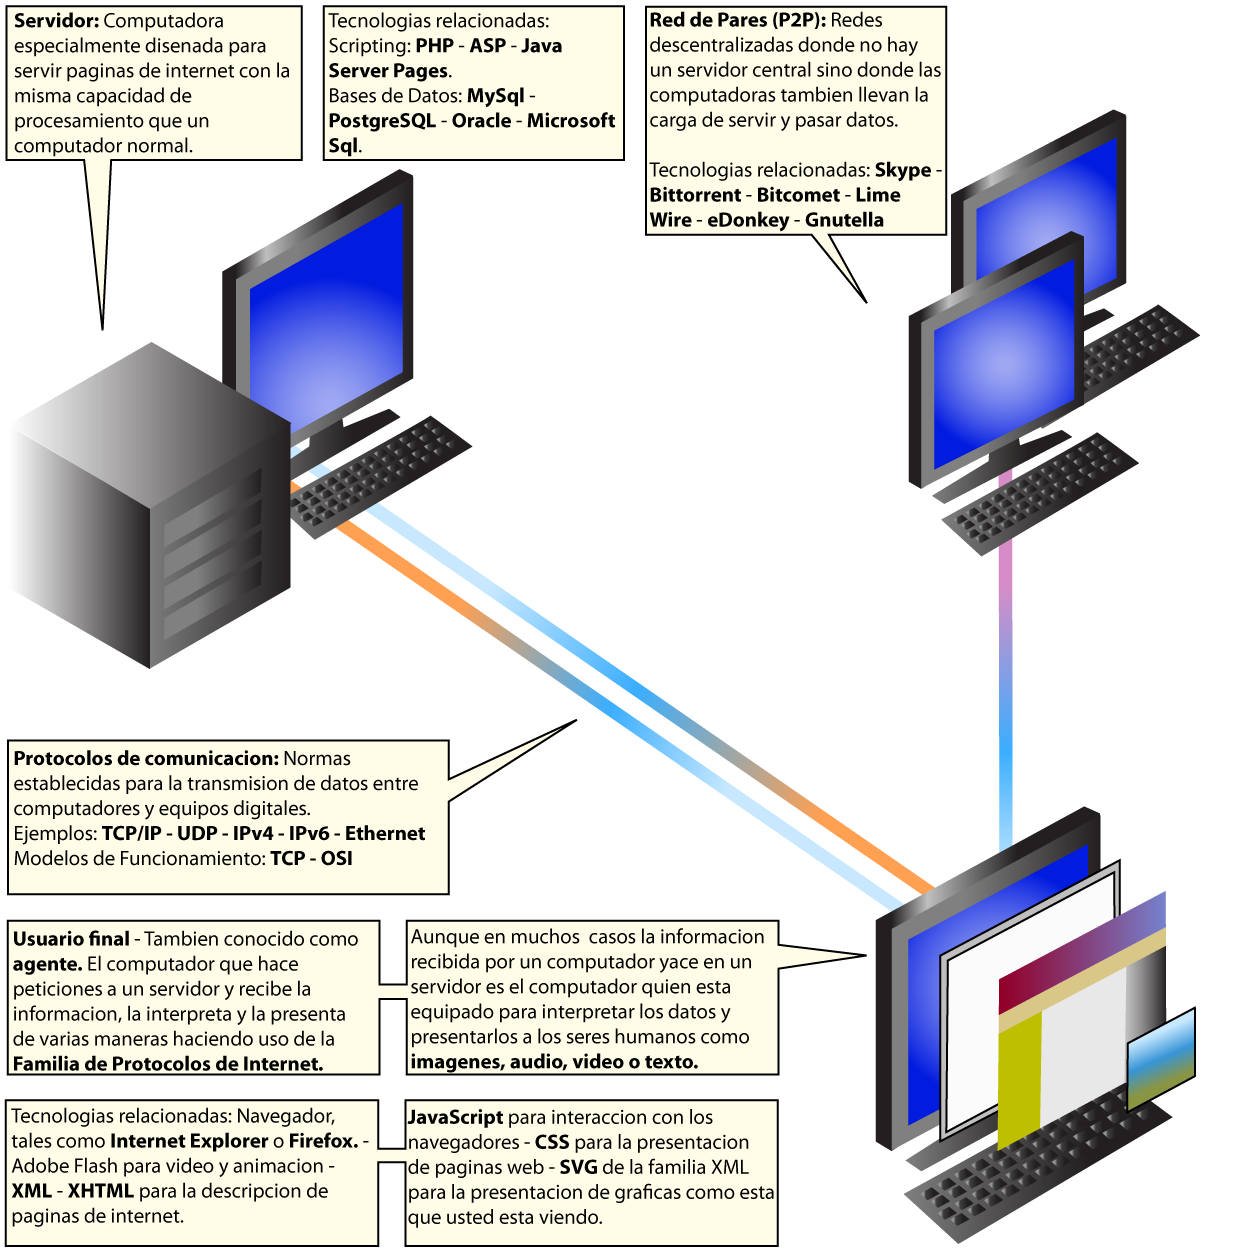 Servidor: Computadora
especialmente disenada para
servir paginas de internet con la
misma capacidad de
procesamiento que un
computador normal.
Tecnologias relacionadas:
Scripting: PHP - ASP - Java
Server Pages.
Bases de Datos: MySql -
PostgreSQL - Oracle - Microsoft
Sql.
Red de Pares (P2P): Redes
descentralizadas donde no hay
un servidor central sino donde las
computadoras tambien llevan la
carga de servir y pasar datos.
Tecnologias relacionadas: Skype -
Bittorrent - Bitcomet - Lime
Wire - eDonkey - Gnutella
Protocolos de comunicacion: Normas
establecidas para la transmision de datos entre
computadores y equipos digitales.
Ejemplos: TCP/IP - UDP - IPv4 - IPv6 - Ethernet
Modelos de Funcionamiento: TCP - OSI
Usuario final - Tambien conocido como
agente. El computador que hace
peticiones a un servidor y recibe la
informacion, la interpreta y la presenta
de varias maneras haciendo uso de la
Familia de Protocolos de Internet.
Aunque en muchos  casos la informacion
recibida por un computador yace en un
servidor es el computador quien esta
equipado para interpretar los datos y
presentarlos a los seres humanos como
imagenes, audio, video o texto.
Tecnologias relacionadas: Navegador,
tales como Internet Explorer o Firefox. -
Adobe Flash para video y animacion -
XML - XHTML para la descripcion de
paginas de internet.
JavaScript para interaccion con los
navegadores - CSS para la presentacion
de paginas web - SVG de la familia XML
para la presentacion de graficas como esta
que usted esta viendo.